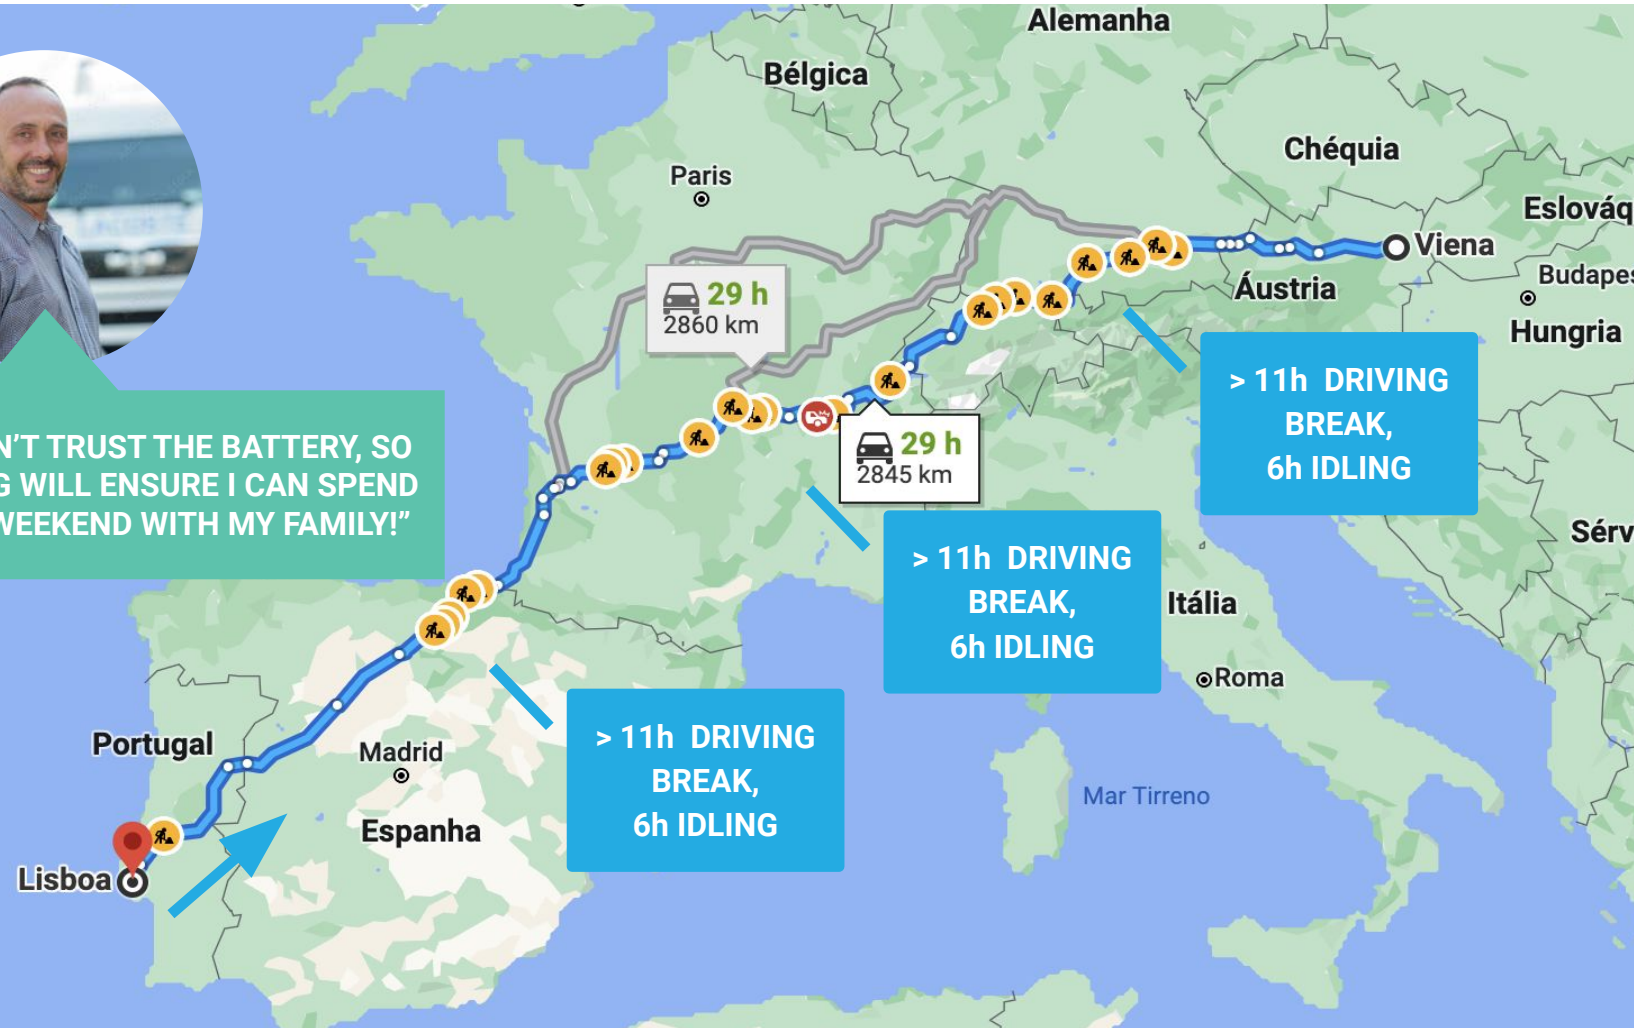 Alemanha
Bélgica
Chéquia
Paris
Eslováq
Viena
Budapes
Áustria
29 h
2860 km
Hungria
> 11h DRIVING
BREAK,
6h IDLING
29 h
2845 km
N'T TRUST THE BATTERY, SO
G WILL ENSURE I CAN SPEND
WEEKEND WITH MY FAMILY!”
Sérv
> 11h DRIVING
BREAK,
6h IDLING
Itália
Roma
> 11h DRIVING
BREAK,
6h IDLING
Portugal
Madrid
Mar Tirreno
Espanha
Lisboa